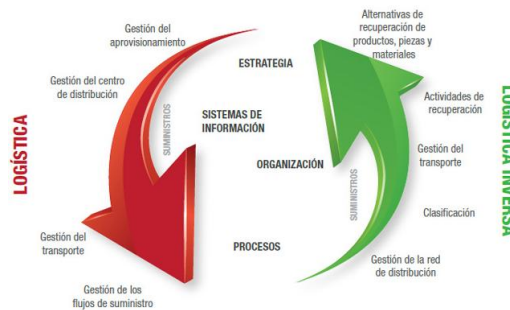 LOGÍSTICA
Gestión del
aprovisionamiento
Gestión del centro
de distribución
SUMINISTROS
Gestión del
transporte
Gestión de los
flujos de suministro
ESTRATEGIA
SISTEMAS DE
INFORMACIÓN
ORGANIZACIÓN
PROCESOS
Alternativas de
recuperación de
productos, piezas y
materiales
Actividades de
recuperación
Gestión del
transporte
SUMINISTROS
Clasificación
Gestión de la red
de distribución
LOGÍSTICA INVERSA